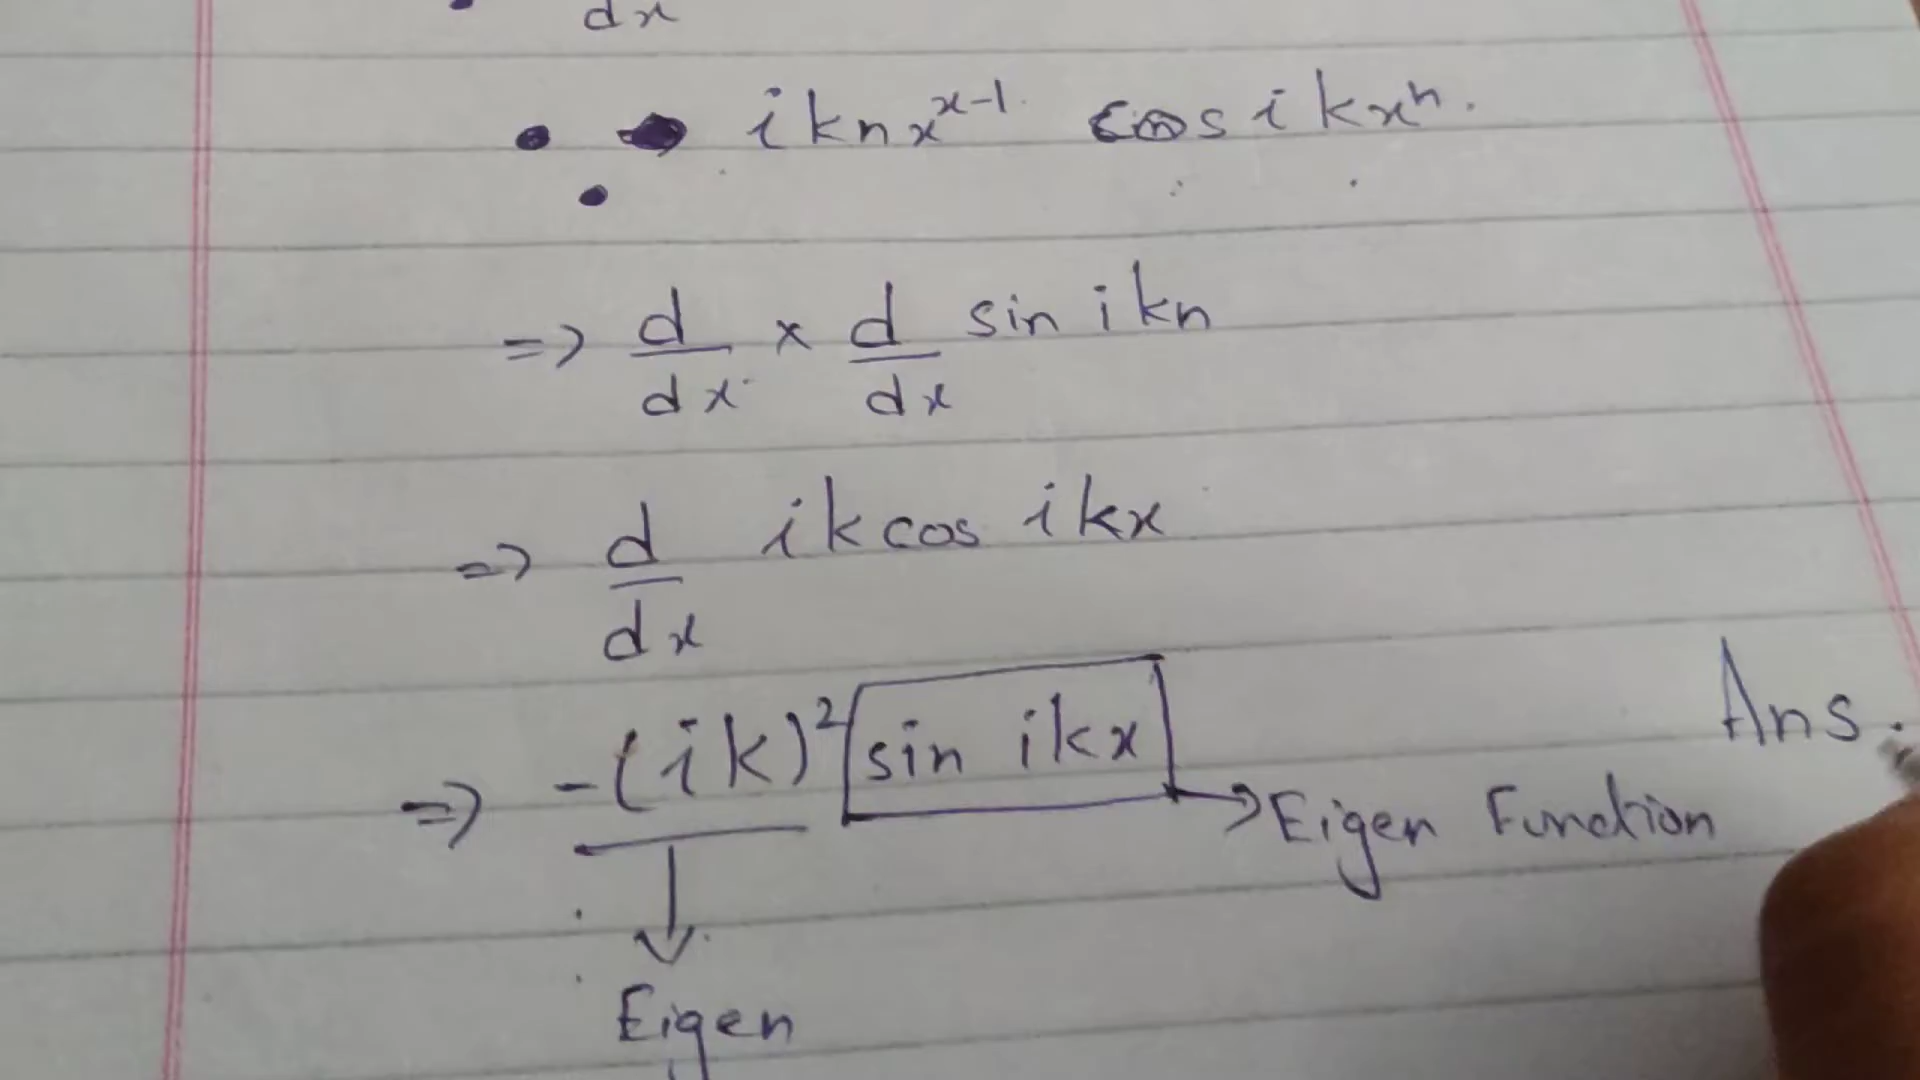 dx
iknx^x-1 cos ikx^n.
=> d/dx × d/dx sin ikn
=> d/dx ik cos ikx
=> -(ik)^2 sin ikx
Ans.
→ Eigen Function
Eigen